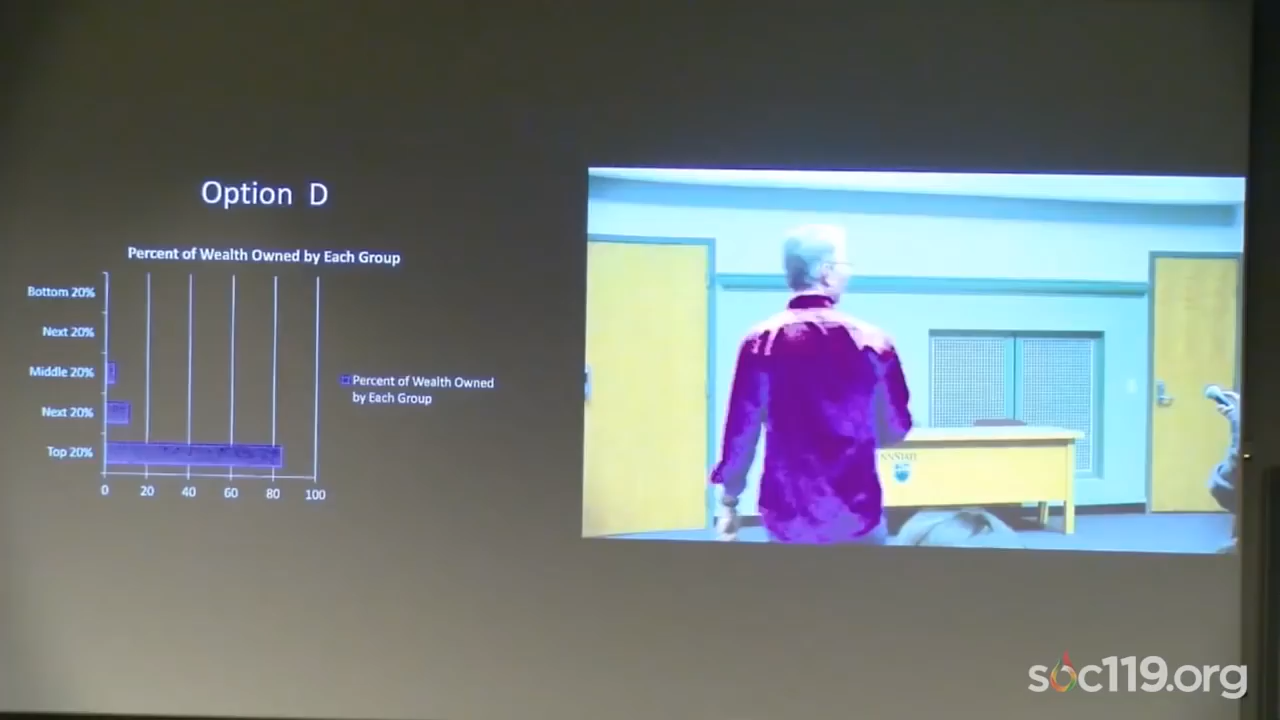 Option D
Percent of Wealth Owned by Each Group
Bottom 20%
Next 20%
Middle 20%
Next 20%
Top 20%
0 20 40 60 80 100
Percent of Wealth Owned
by Each Group
NNSTATE
soc119.org